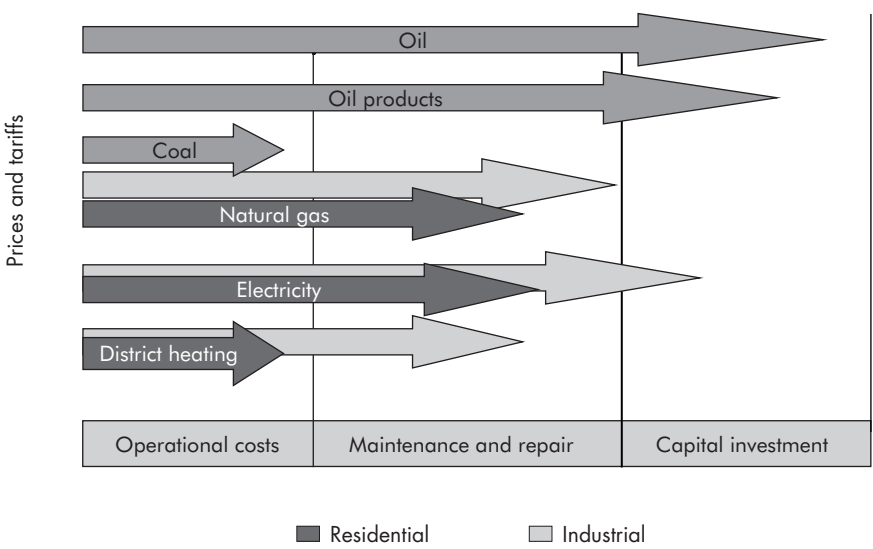 Prices and tariffs
Oil
Oil products
Coal
Natural gas
Electricity
District heating
Operational costs
Maintenance and repair
Capital investment
Residential
Industrial